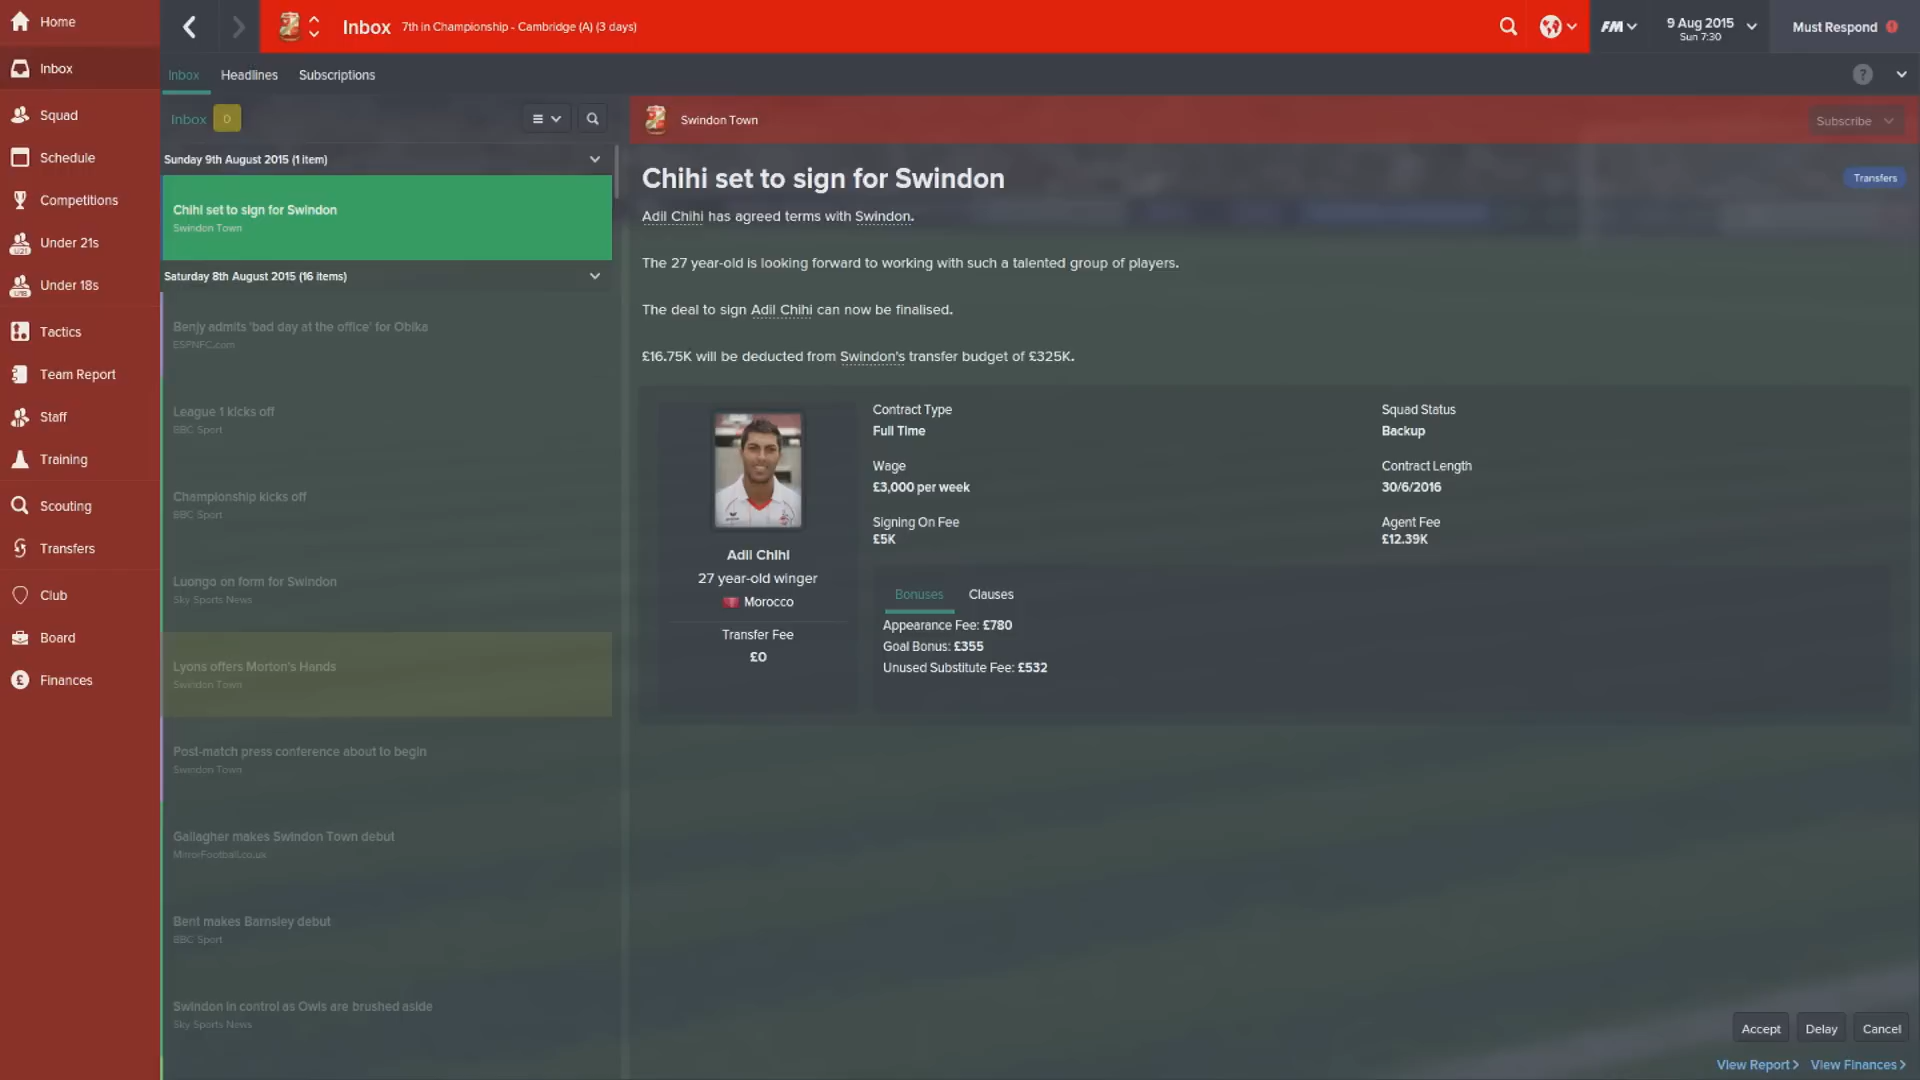 Home
Inbox
Squad
Schedule
Competitions
Under 21s
Under 18s
Tactics
Team Report
Staff
Training
Scouting
Transfers
Club
Board
Finances
Inbox 7th in Championship - Cambridge (A) (3 days)
FM
9 Aug 2015
Sun 7:30
Must Respond
Inbox Headlines Subscriptions
?
Inbox 0
Sunday 9th August 2015 (1 item)
Chihi set to sign for Swindon
Swindon Town
Saturday 8th August 2015 (16 items)
Benjy admits 'bad day at the office' for Obika
ESPNFC.com
League 1 kicks off
BBC Sport
Championship kicks off
BBC Sport
Luongo on form for Swindon
Sky Sports News
Lyons offers Morton's Hands
Swindon Town
Post-match press conference about to begin
Swindon Town
Gallagher makes Swindon Town debut
MirrorFootball.co.uk
Bent makes Barnsley debut
BBC Sport
Swindon in control as Owls are brushed aside
Sky Sports News
Swindon Town
Subscribe
Chihi set to sign for Swindon
Transfers
Adil Chihi has agreed terms with Swindon.
The 27 year-old is looking forward to working with such a talented group of players.
The deal to sign Adil Chihi can now be finalised.
£16.75K will be deducted from Swindon's transfer budget of £325K.
Adil Chihi
27 year-old winger
Morocco
Transfer Fee
£0
Contract Type
Full Time
Squad Status
Backup
Wage
£3,000 per week
Contract Length
30/6/2016
Signing On Fee
£5K
Agent Fee
£12.39K
Bonuses Clauses
Appearance Fee: £780
Goal Bonus: £355
Unused Substitute Fee: £532
Accept Delay Cancel
View Report> View Finances>